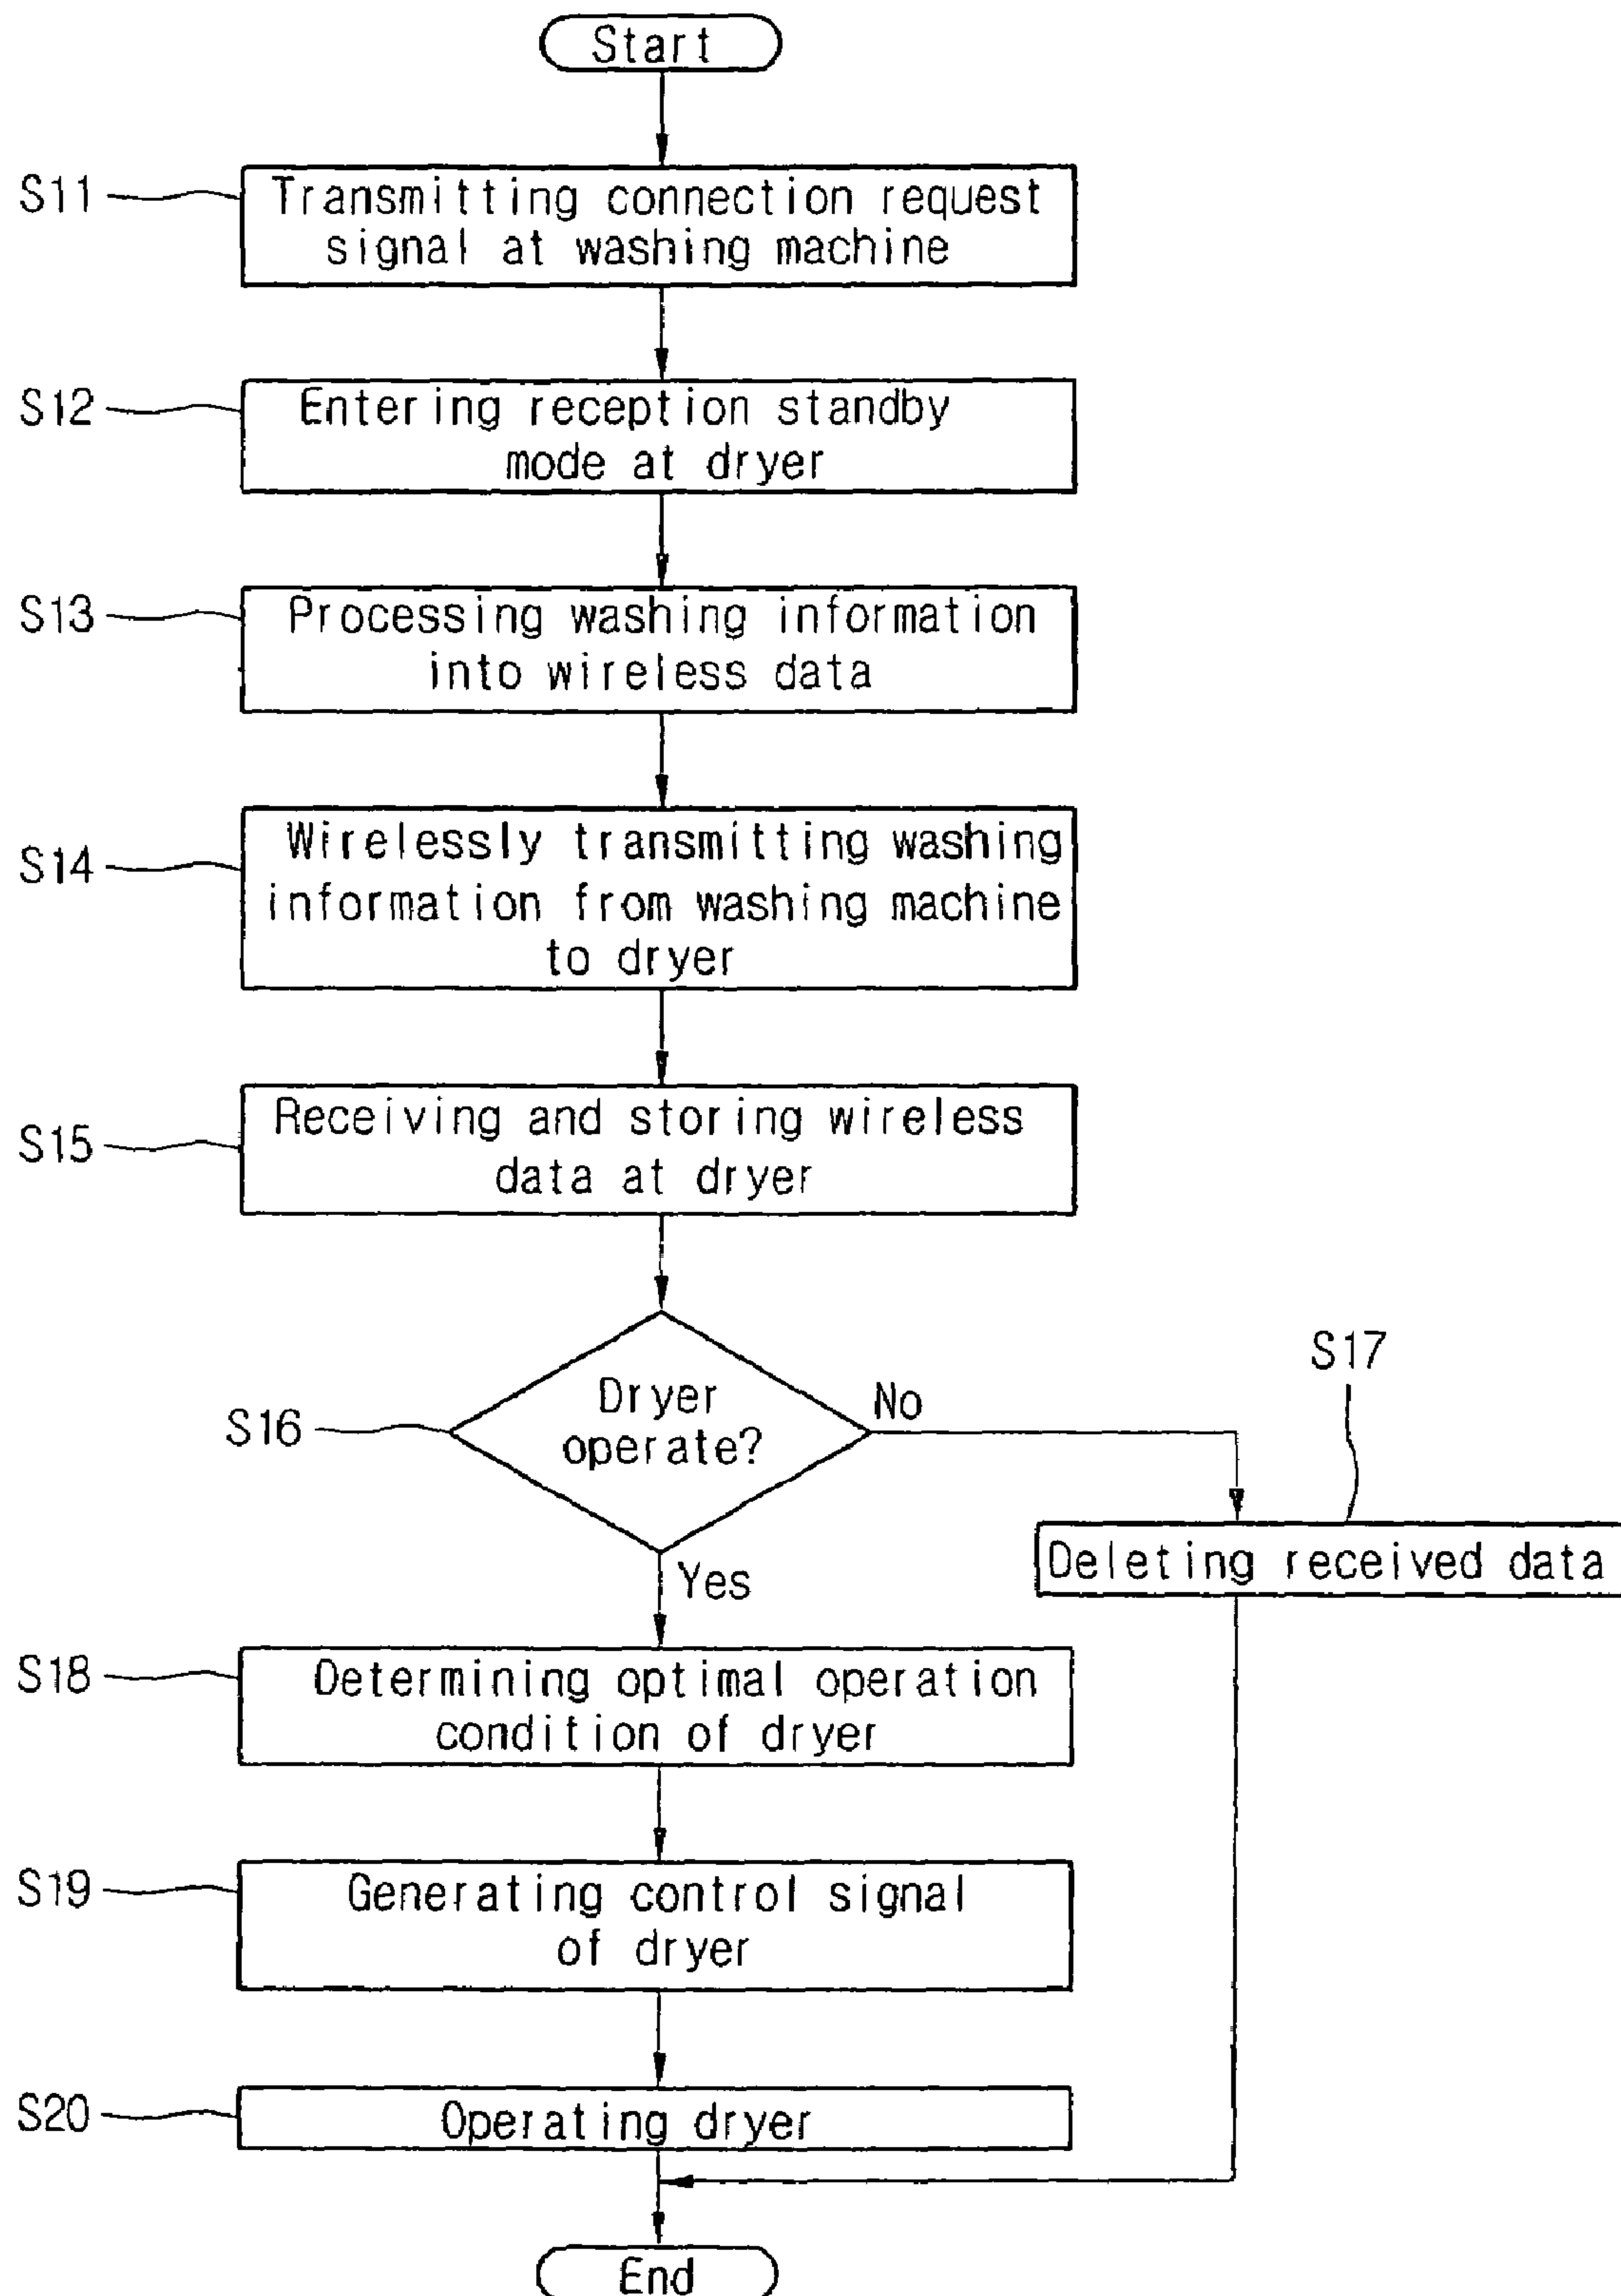 Start
S11
Transmitting connection request
signal at washing machine
S12
Entering reception standby
mode at dryer
S13
Processing washing information
into wireless data
S14
Wirelessly transmitting washing
information from washing machine
to dryer
S15
Receiving and storing wireless
data at dryer
S16
Dryer
operate?
No
S17
Deleting received data
Yes
S18
Determining optimal operation
condition of dryer
S19
Generating control signal
of dryer
S20
Operating dryer
End